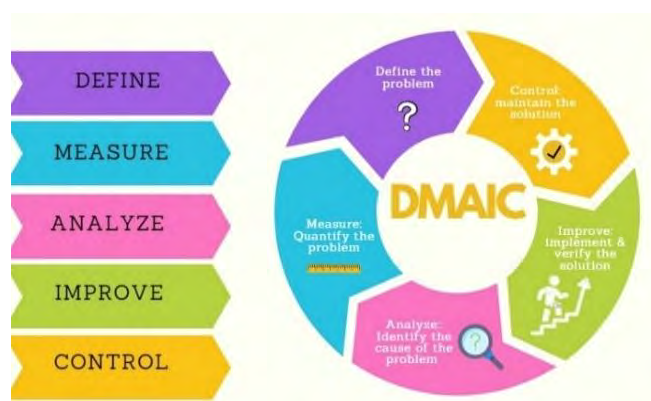 DEFINE
MEASURE
ANALYZE
IMPROVE
CONTROL
Define the
problem
?
Control:
maintain the
solution
DMAIC
Measure:
Quantify the
problem
Improve:
Implement &
verify the
solution
Analyze:
Identify the
cause of the
problem
?